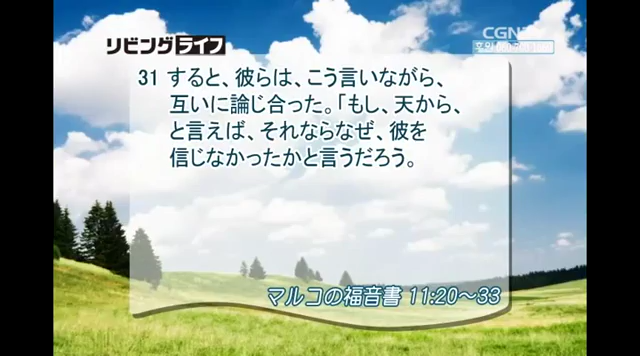 リビングライフ
CGNTV
31 すると、彼らは、こう言いながら、
互いに論じ合った。「もし、天から、
と言えば、それならなぜ、彼を
信じなかったかと言うだろう。
マルコの福音書 11:20～33